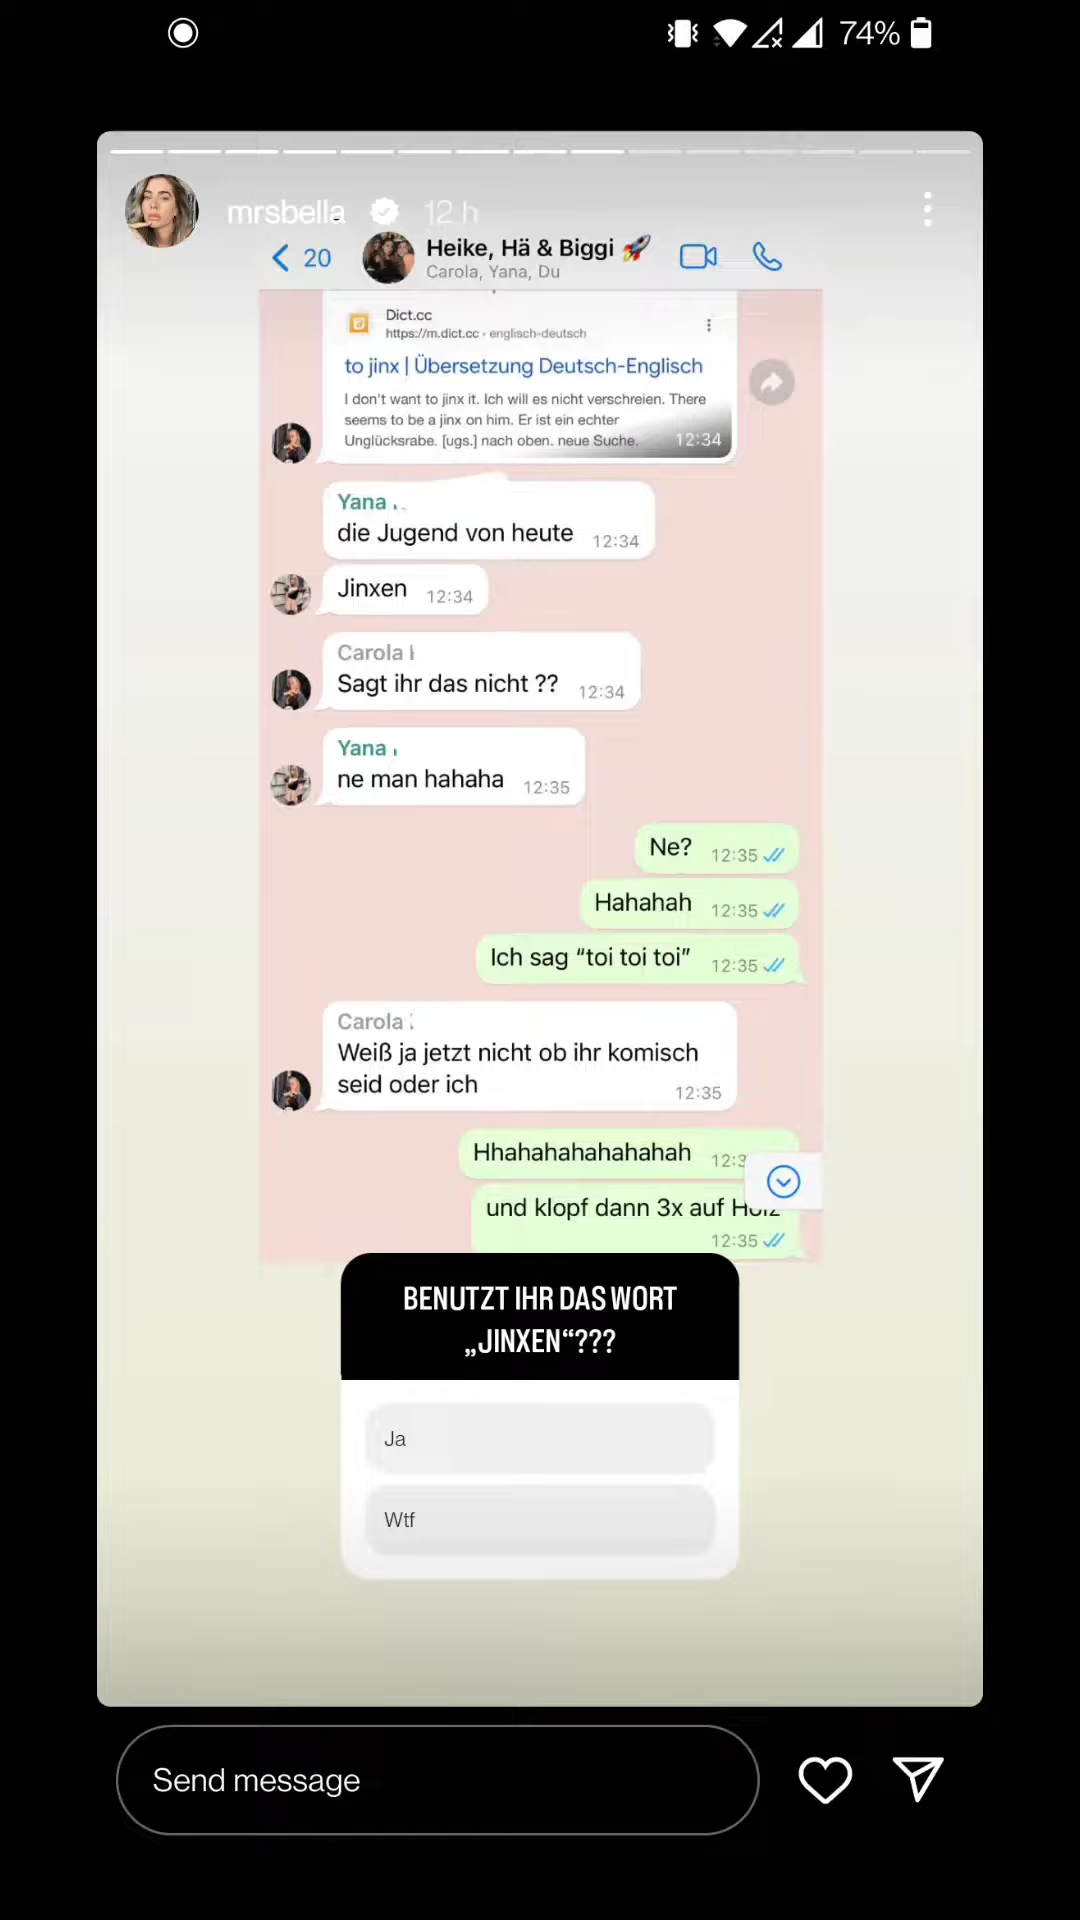 74%
mrsbella 12 h
20 Heike, Hä & Biggi 🚀
Carola, Yana, Du
Dict.cc
https://m.dict.cc › englisch-deutsch
to jinx | Übersetzung Deutsch-Englisch
I don't want to jinx it. Ich will es nicht verschreien. There
seems to be a jinx on him. Er ist ein echter
Unglücksrabe. [ugs.] nach oben. neue Suche.
12:34
Yana
die Jugend von heute 12:34
Jinxen 12:34
Carola
Sagt ihr das nicht ?? 12:34
Yana
ne man hahaha 12:35
Ne? 12:35
Hahahah 12:35
Ich sag “toi toi toi” 12:35
Carola
Weiß ja jetzt nicht ob ihr komisch
seid oder ich 12:35
Hhahahahahahahah
und klopf dann 3x auf Holz
12:35
BENUTZT IHR DAS WORT
„JINXEN“???
Ja
Wtf
Send message